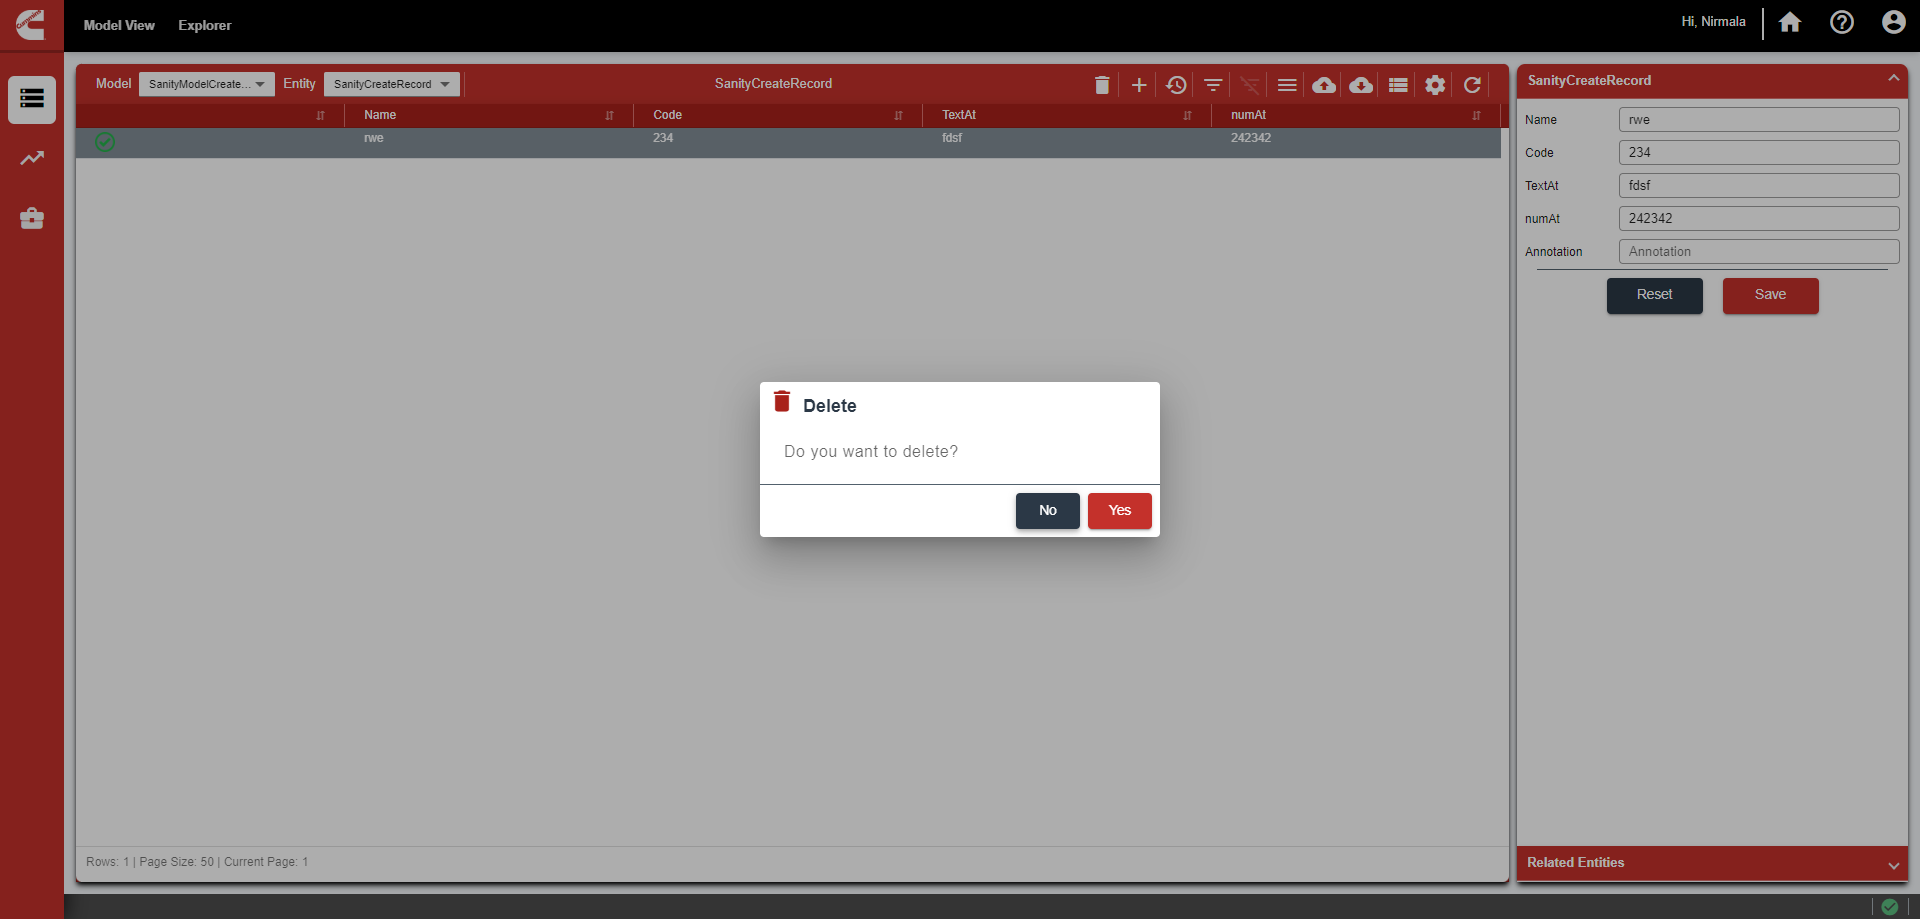 Cummins
Model View Explorer
Hi, Nirmala
Model SanityModelCreate... Entity SanityCreateRecord SanityCreateRecord
Name Code TextAt numAt
rwe 234 fdsf 242342
SanityCreateRecord
Name rwe
Code 234
TextAt fdsf
numAt 242342
Annotation Annotation
Reset Save
Delete
Do you want to delete?
No Yes
Rows: 1 | Page Size: 50 | Current Page: 1
Related Entities